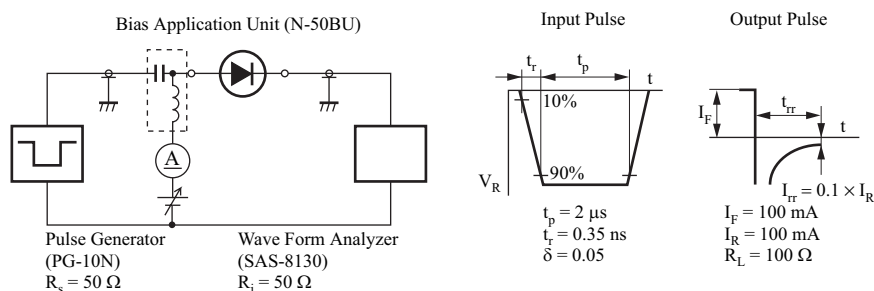 Bias Application Unit (N-50BU)
A
Pulse Generator
(PG-10N)
R_s = 50 Ω
Wave Form Analyzer
(SAS-8130)
R_i = 50 Ω
Input Pulse
t_r
t_p
t
10%
90%
V_R
t_p = 2 μs
t_r = 0.35 ns
δ = 0.05
Output Pulse
I_F
t_rr
t
I_rr = 0.1 × I_R
I_F = 100 mA
I_R = 100 mA
R_L = 100 Ω